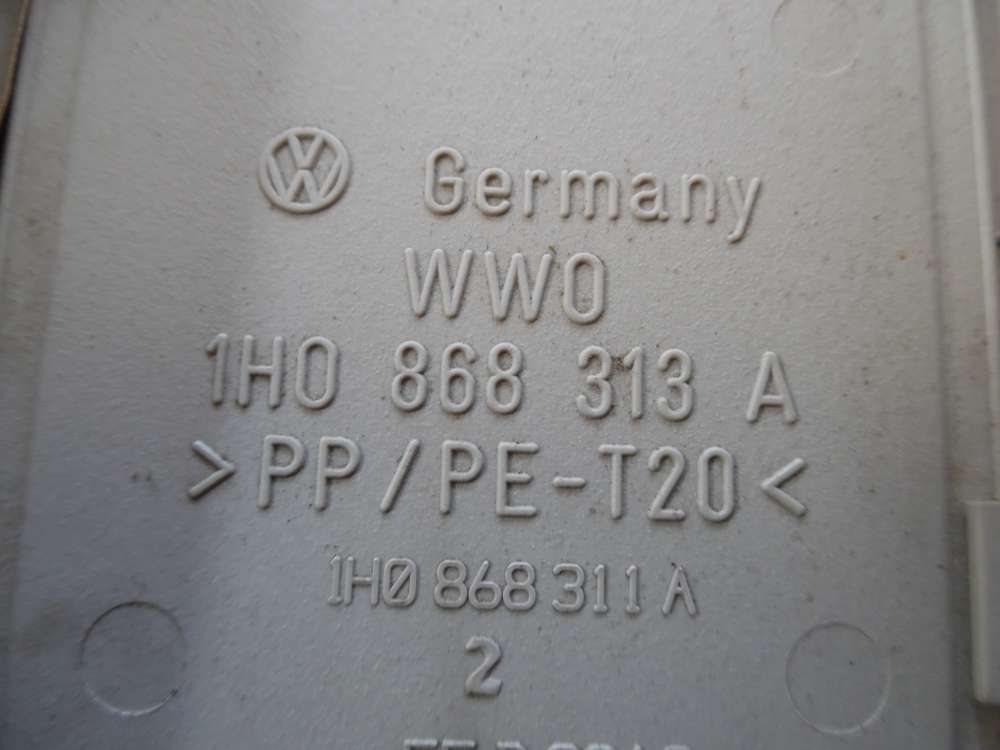 Germany
WWO
1H0 868 313 A
>PP/PE-T20<
1H0 868 311 A
2